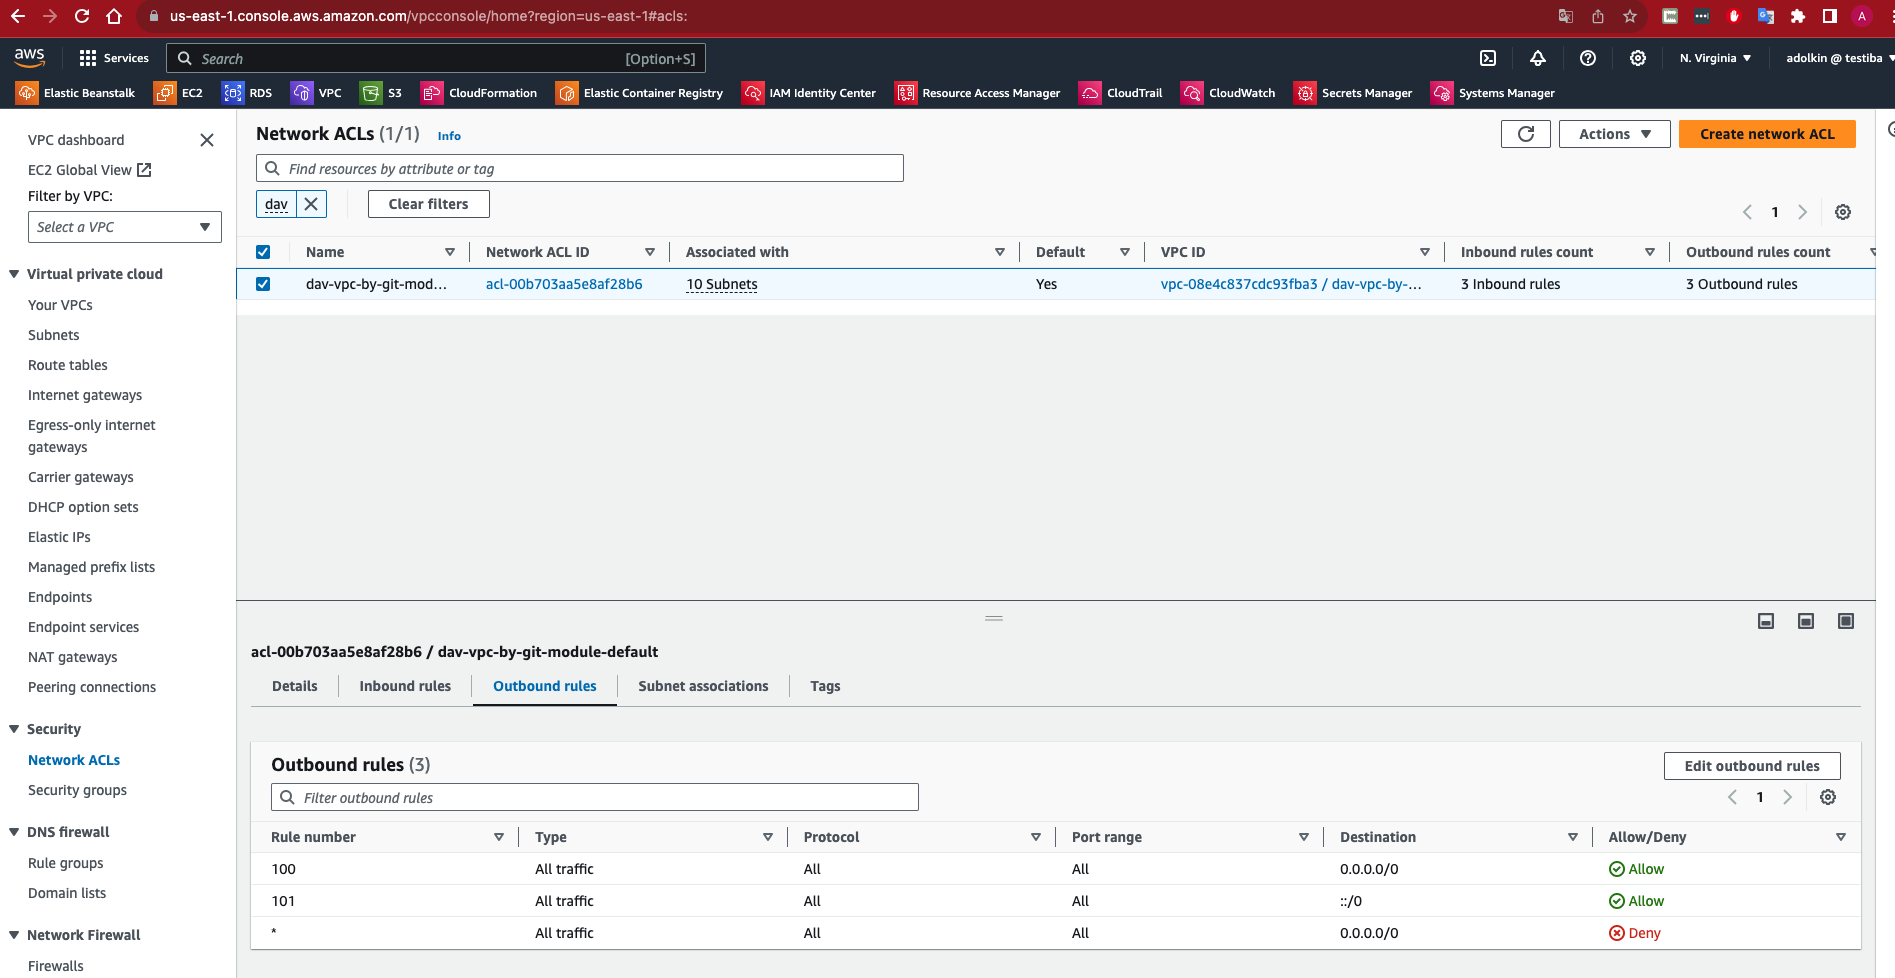 us-east-1.console.aws.amazon.com/vpcconsole/home?region=us-east-1#acls:
A
aws
Services
Search
[Option+S]
N. Virginia
adolkin @ testiba
Elastic Beanstalk
EC2
RDS
VPC
S3
CloudFormation
Elastic Container Registry
IAM Identity Center
Resource Access Manager
CloudTrail
CloudWatch
Secrets Manager
Systems Manager
VPC dashboard
EC2 Global View
Filter by VPC:
Select a VPC
Virtual private cloud
Your VPCs
Subnets
Route tables
Internet gateways
Egress-only internet
gateways
Carrier gateways
DHCP option sets
Elastic IPs
Managed prefix lists
Endpoints
Endpoint services
NAT gateways
Peering connections
Security
Network ACLs
Security groups
DNS firewall
Rule groups
Domain lists
Network Firewall
Firewalls
Network ACLs (1/1) Info
Actions
Create network ACL
Find resources by attribute or tag
dav
Clear filters
1
Name Network ACL ID Associated with Default VPC ID Inbound rules count Outbound rules count
dav-vpc-by-git-mod... acl-00b703aa5e8af28b6 10 Subnets Yes vpc-08e4c837cdc93fba3 / dav-vpc-by-... 3 Inbound rules 3 Outbound rules
acl-00b703aa5e8af28b6 / dav-vpc-by-git-module-default
Details Inbound rules Outbound rules Subnet associations Tags
Outbound rules (3)
Edit outbound rules
Filter outbound rules
1
Rule number Type Protocol Port range Destination Allow/Deny
100 All traffic All All 0.0.0.0/0 Allow
101 All traffic All All ::/0 Allow
* All traffic All All 0.0.0.0/0 Deny